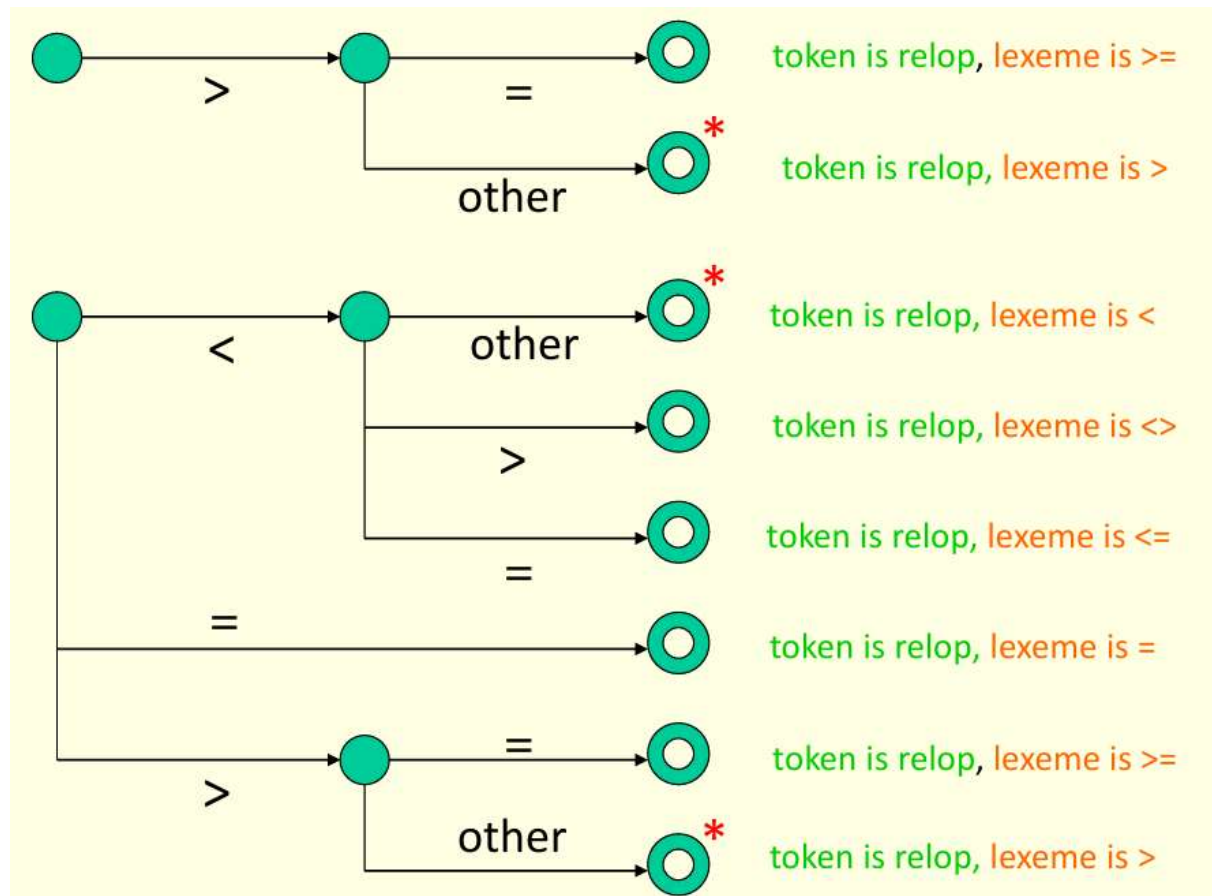 > = token is relop, lexeme is >=
*
other token is relop, lexeme is >
*
< other token is relop, lexeme is <
> token is relop, lexeme is <>
= token is relop, lexeme is <=
= token is relop, lexeme is =
> = token is relop, lexeme is >=
*
other token is relop, lexeme is >